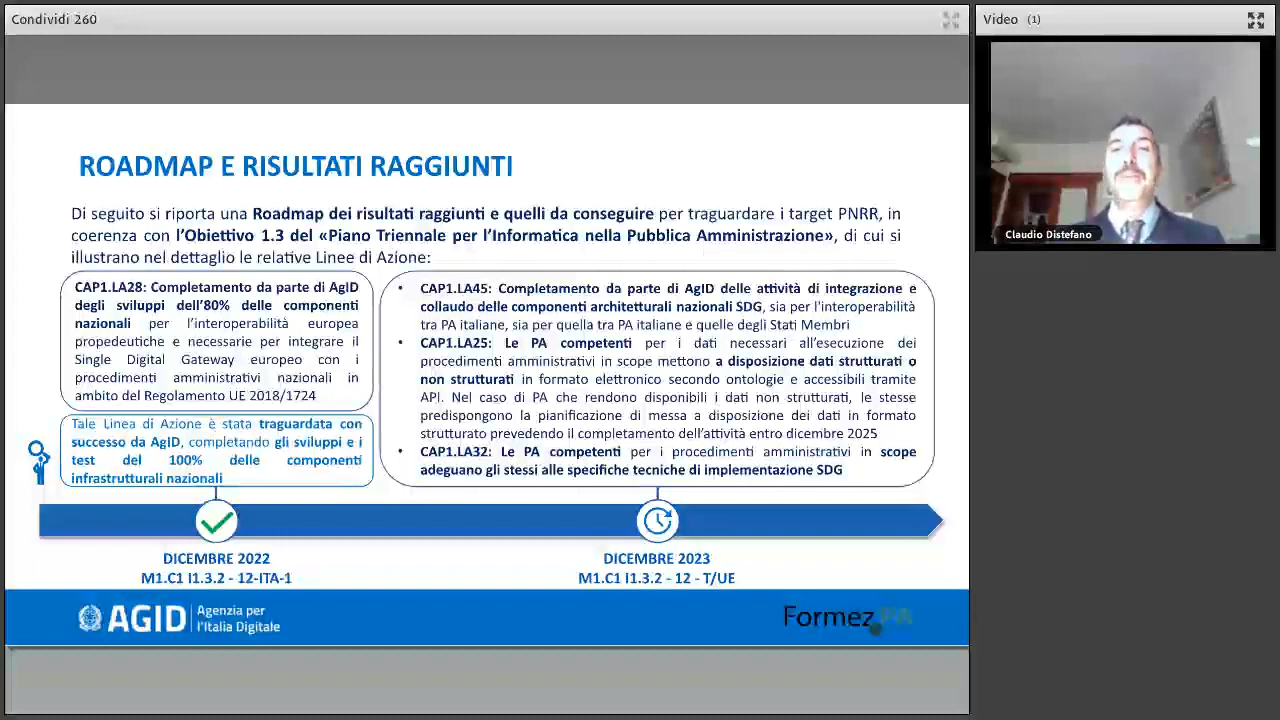 Condividi 260
Video (1)
Claudio Distefano
ROADMAP E RISULTATI RAGGIUNTI
Di seguito si riporta una Roadmap dei risultati raggiunti e quelli da conseguire per traguardare i target PNRR, in
coerenza con l'Obiettivo 1.3 del «Piano Triennale per l'Informatica nella Pubblica Amministrazione», di cui si
illustrano nel dettaglio le relative Linee di Azione:
CAP1.LA28: Completamento da parte di AgID
degli sviluppi dell'80% delle componenti
nazionali per l'interoperabilità europea
propedeutiche e necessarie per integrare il
Single Digital Gateway europeo con i
procedimenti amministrativi nazionali in
ambito del Regolamento UE 2018/1724
Tale Linea di Azione è stata traguardata con
successo da AgID, completando gli sviluppi e i
test del 100% delle componenti
infrastrutturali nazionali
• CAP1.LA45: Completamento da parte di AgID delle attività di integrazione e
collaudo delle componenti architetturali nazionali SDG, sia per l'interoperabilità
tra PA italiane, sia per quella tra PA italiane e quelle degli Stati Membri
• CAP1.LA25: Le PA competenti per i dati necessari all'esecuzione dei
procedimenti amministrativi in scope mettono a disposizione dati strutturati o
non strutturati in formato elettronico secondo ontologie e accessibili tramite
API. Nel caso di PA che rendono disponibili i dati non strutturati, le stesse
predispongono la pianificazione di messa a disposizione dei dati in formato
strutturato prevedendo il completamento dell'attività entro dicembre 2025
• CAP1.LA32: Le PA competenti per i procedimenti amministrativi in scope
adeguano gli stessi alle specifiche tecniche di implementazione SDG
DICEMBRE 2022
M1.C1 I1.3.2 - 12-ITA-1
DICEMBRE 2023
M1.C1 I1.3.2 - 12 - T/UE
AGID
Agenzia per
l'Italia Digitale
Formez PA